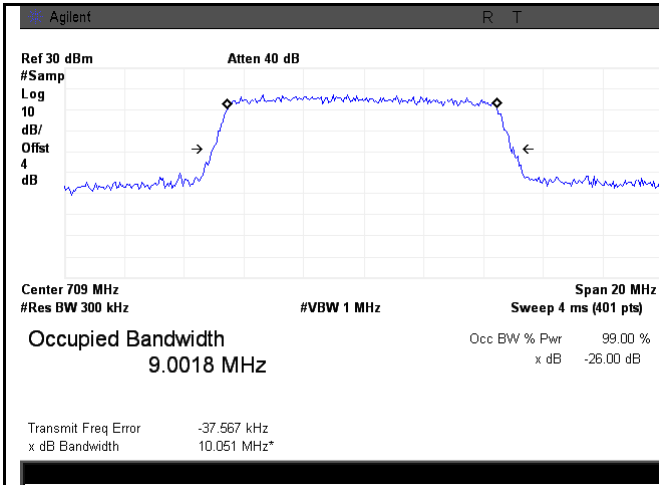 Agilent R T
Ref 30 dBm Atten 40 dB
#Samp
Log
10
dB/
Offst
4
dB
Center 709 MHz Span 20 MHz
#Res BW 300 kHz #VBW 1 MHz Sweep 4 ms (401 pts)
Occupied Bandwidth Occ BW % Pwr 99.00 %
9.0018 MHz x dB -26.00 dB
Transmit Freq Error -37.567 kHz
x dB Bandwidth 10.051 MHz*